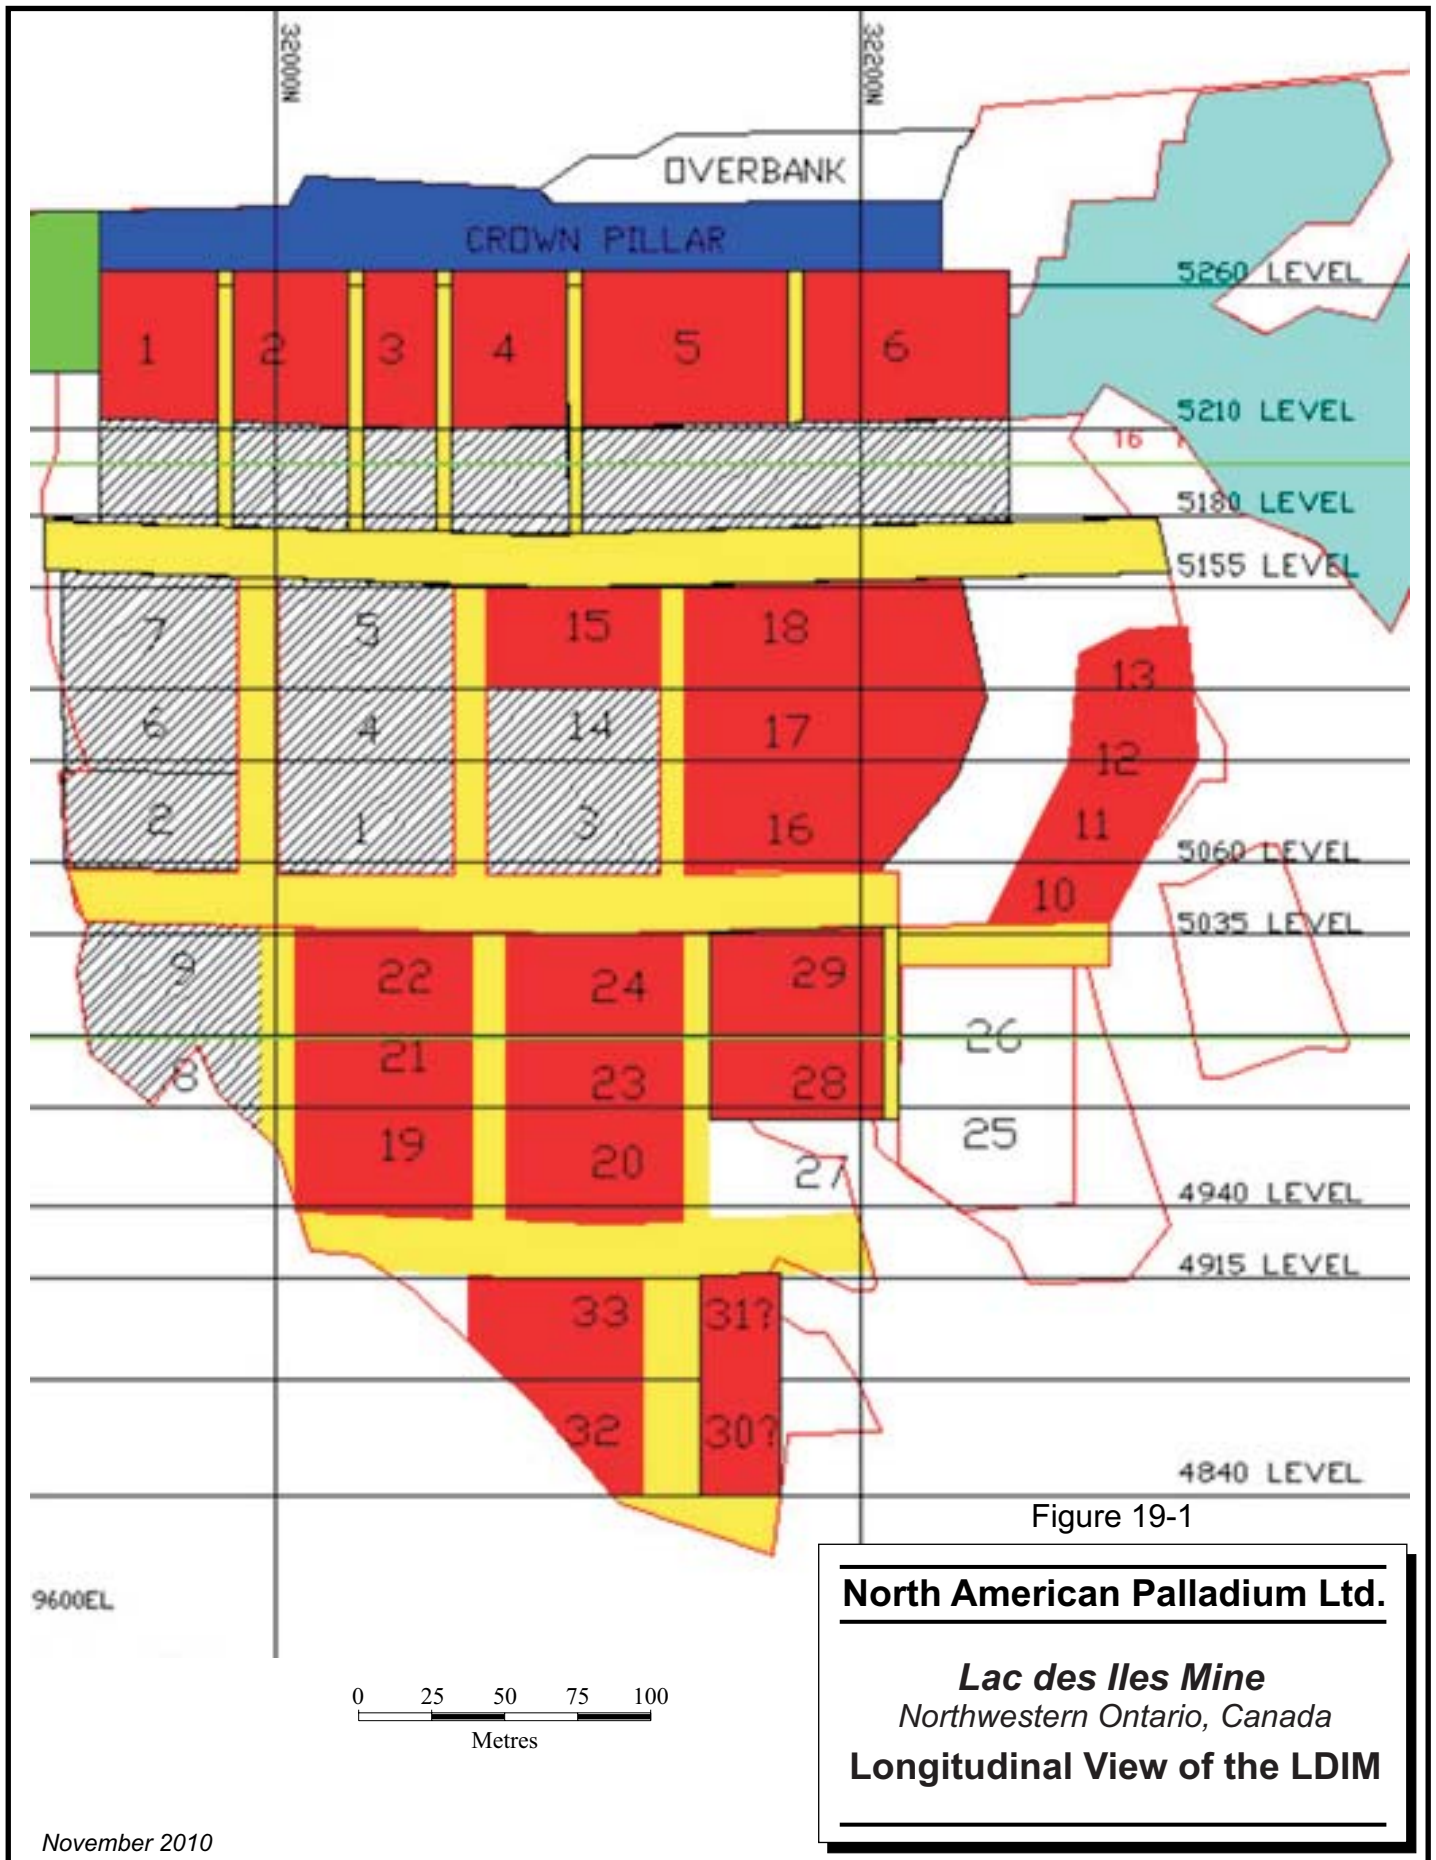 32000N
32200N
OVERBANK
CROWN PILLAR
5260 LEVEL
1 2 3 4 5 6
5210 LEVEL
16
5180 LEVEL
5155 LEVEL
7 5 15 18
13
6 4 14 17
12
2 1 3 16 11
5060 LEVEL
10
5035 LEVEL
9 22 24 29
26
21 23 28
8
19 20 27 25
4940 LEVEL
4915 LEVEL
33 31?
32 30?
4840 LEVEL
Figure 19-1
9600EL
North American Palladium Ltd.
Lac des Iles Mine
Northwestern Ontario, Canada
Longitudinal View of the LDIM
0 25 50 75 100
Metres
November 2010